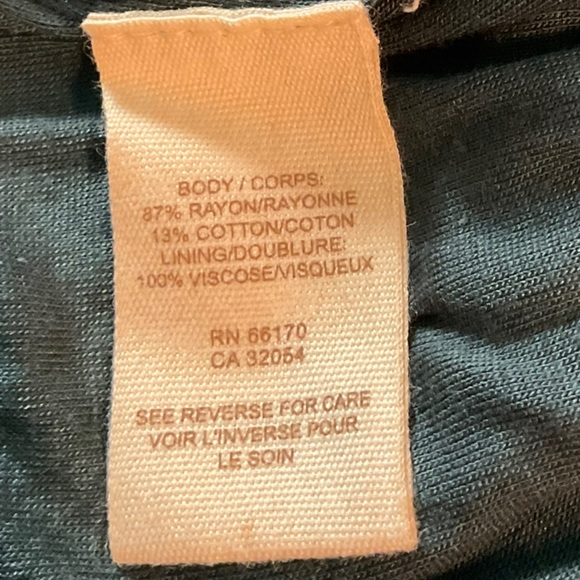 BODY / CORPS:
87% RAYON/RAYONNE
13% COTTON/COTON
LINING/DOUBLURE:
100% VISCOSE/VISQUEUX
RN 66170
CA 32054
SEE REVERSE FOR CARE
VOIR L'INVERSE POUR
LE SOIN